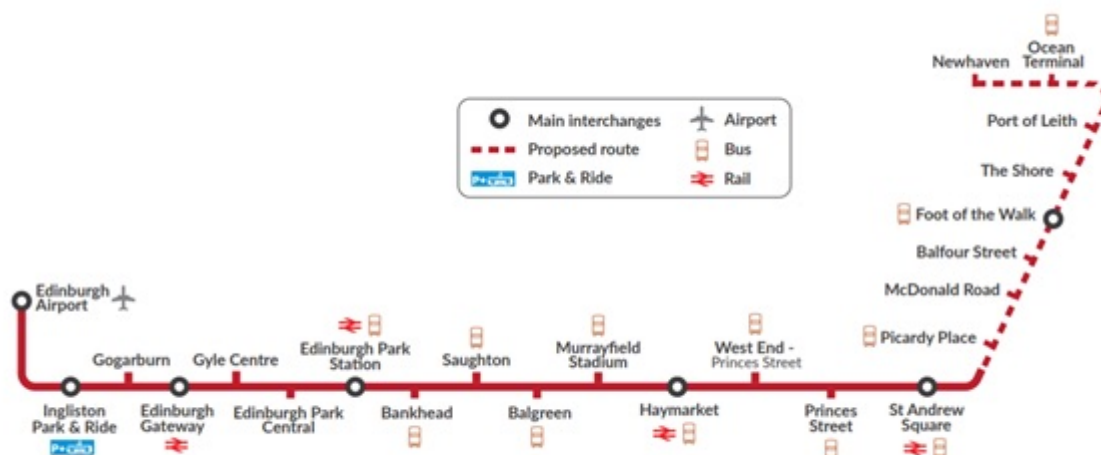 Ocean
Terminal
Newhaven
Main interchanges
Airport
Proposed route
Bus
P+
Park & Ride
Rail
Port of Leith
The Shore
Foot of the Walk
Balfour Street
McDonald Road
Picardy Place
Edinburgh
Airport
Gogarburn
Gyle Centre
Edinburgh Park
Station
Saughton
Murrayfield
Stadium
West End -
Princes Street
Ingliston
Park & Ride
P+
Edinburgh
Gateway
Edinburgh Park
Central
Bankhead
Balgreen
Haymarket
Princes
Street
St Andrew
Square